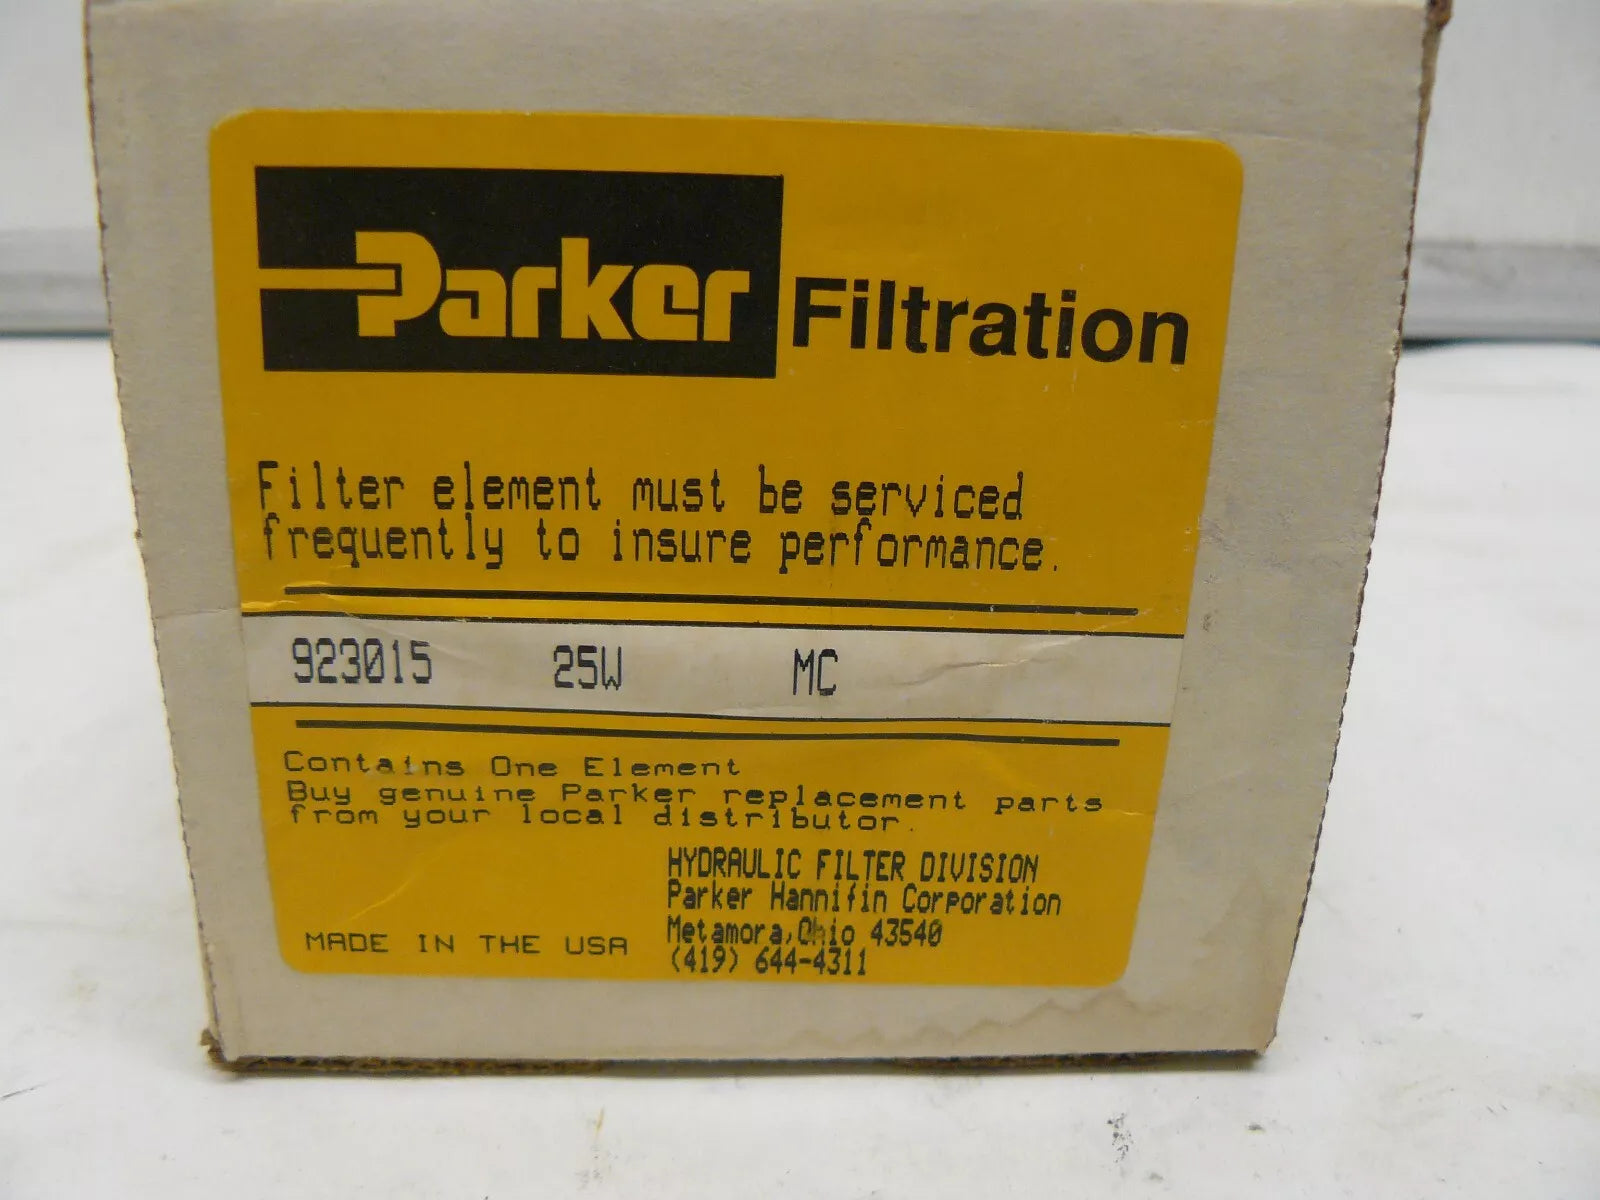 Parker Filtration
Filter element must be serviced
frequently to insure performance.
923015 25W MC
Contains One Element
Buy genuine Parker replacement parts
from your local distributor.
HYDRAULIC FILTER DIVISION
Parker Hannifin Corporation
Metamora, Ohio 43540
(419) 644-4311
MADE IN THE USA